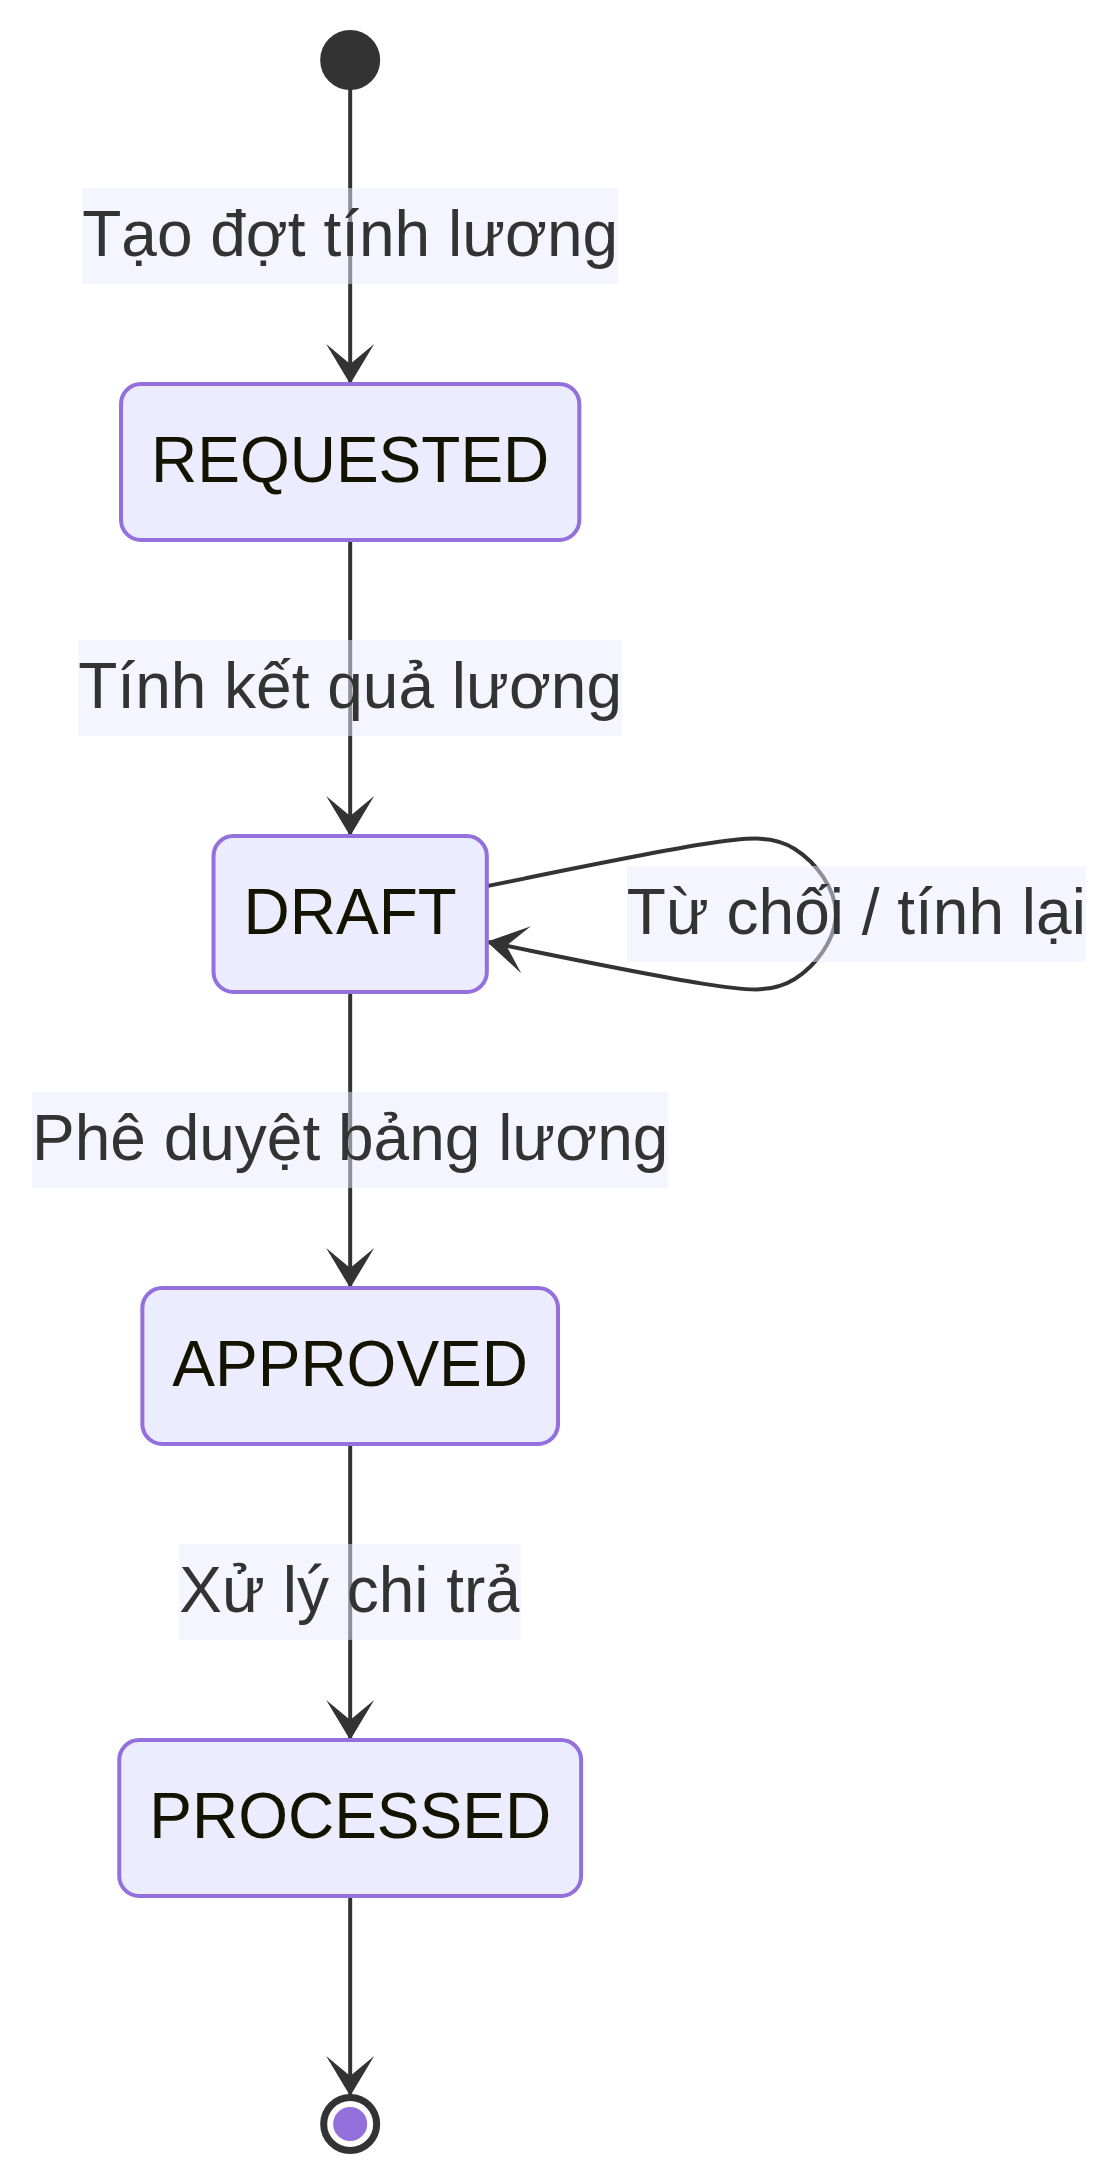 Tạo đợt tính lương
REQUESTED
Tính kết quả lương
DRAFT
Từ chối / tính lại
Phê duyệt bảng lương
APPROVED
Xử lý chi trả
PROCESSED